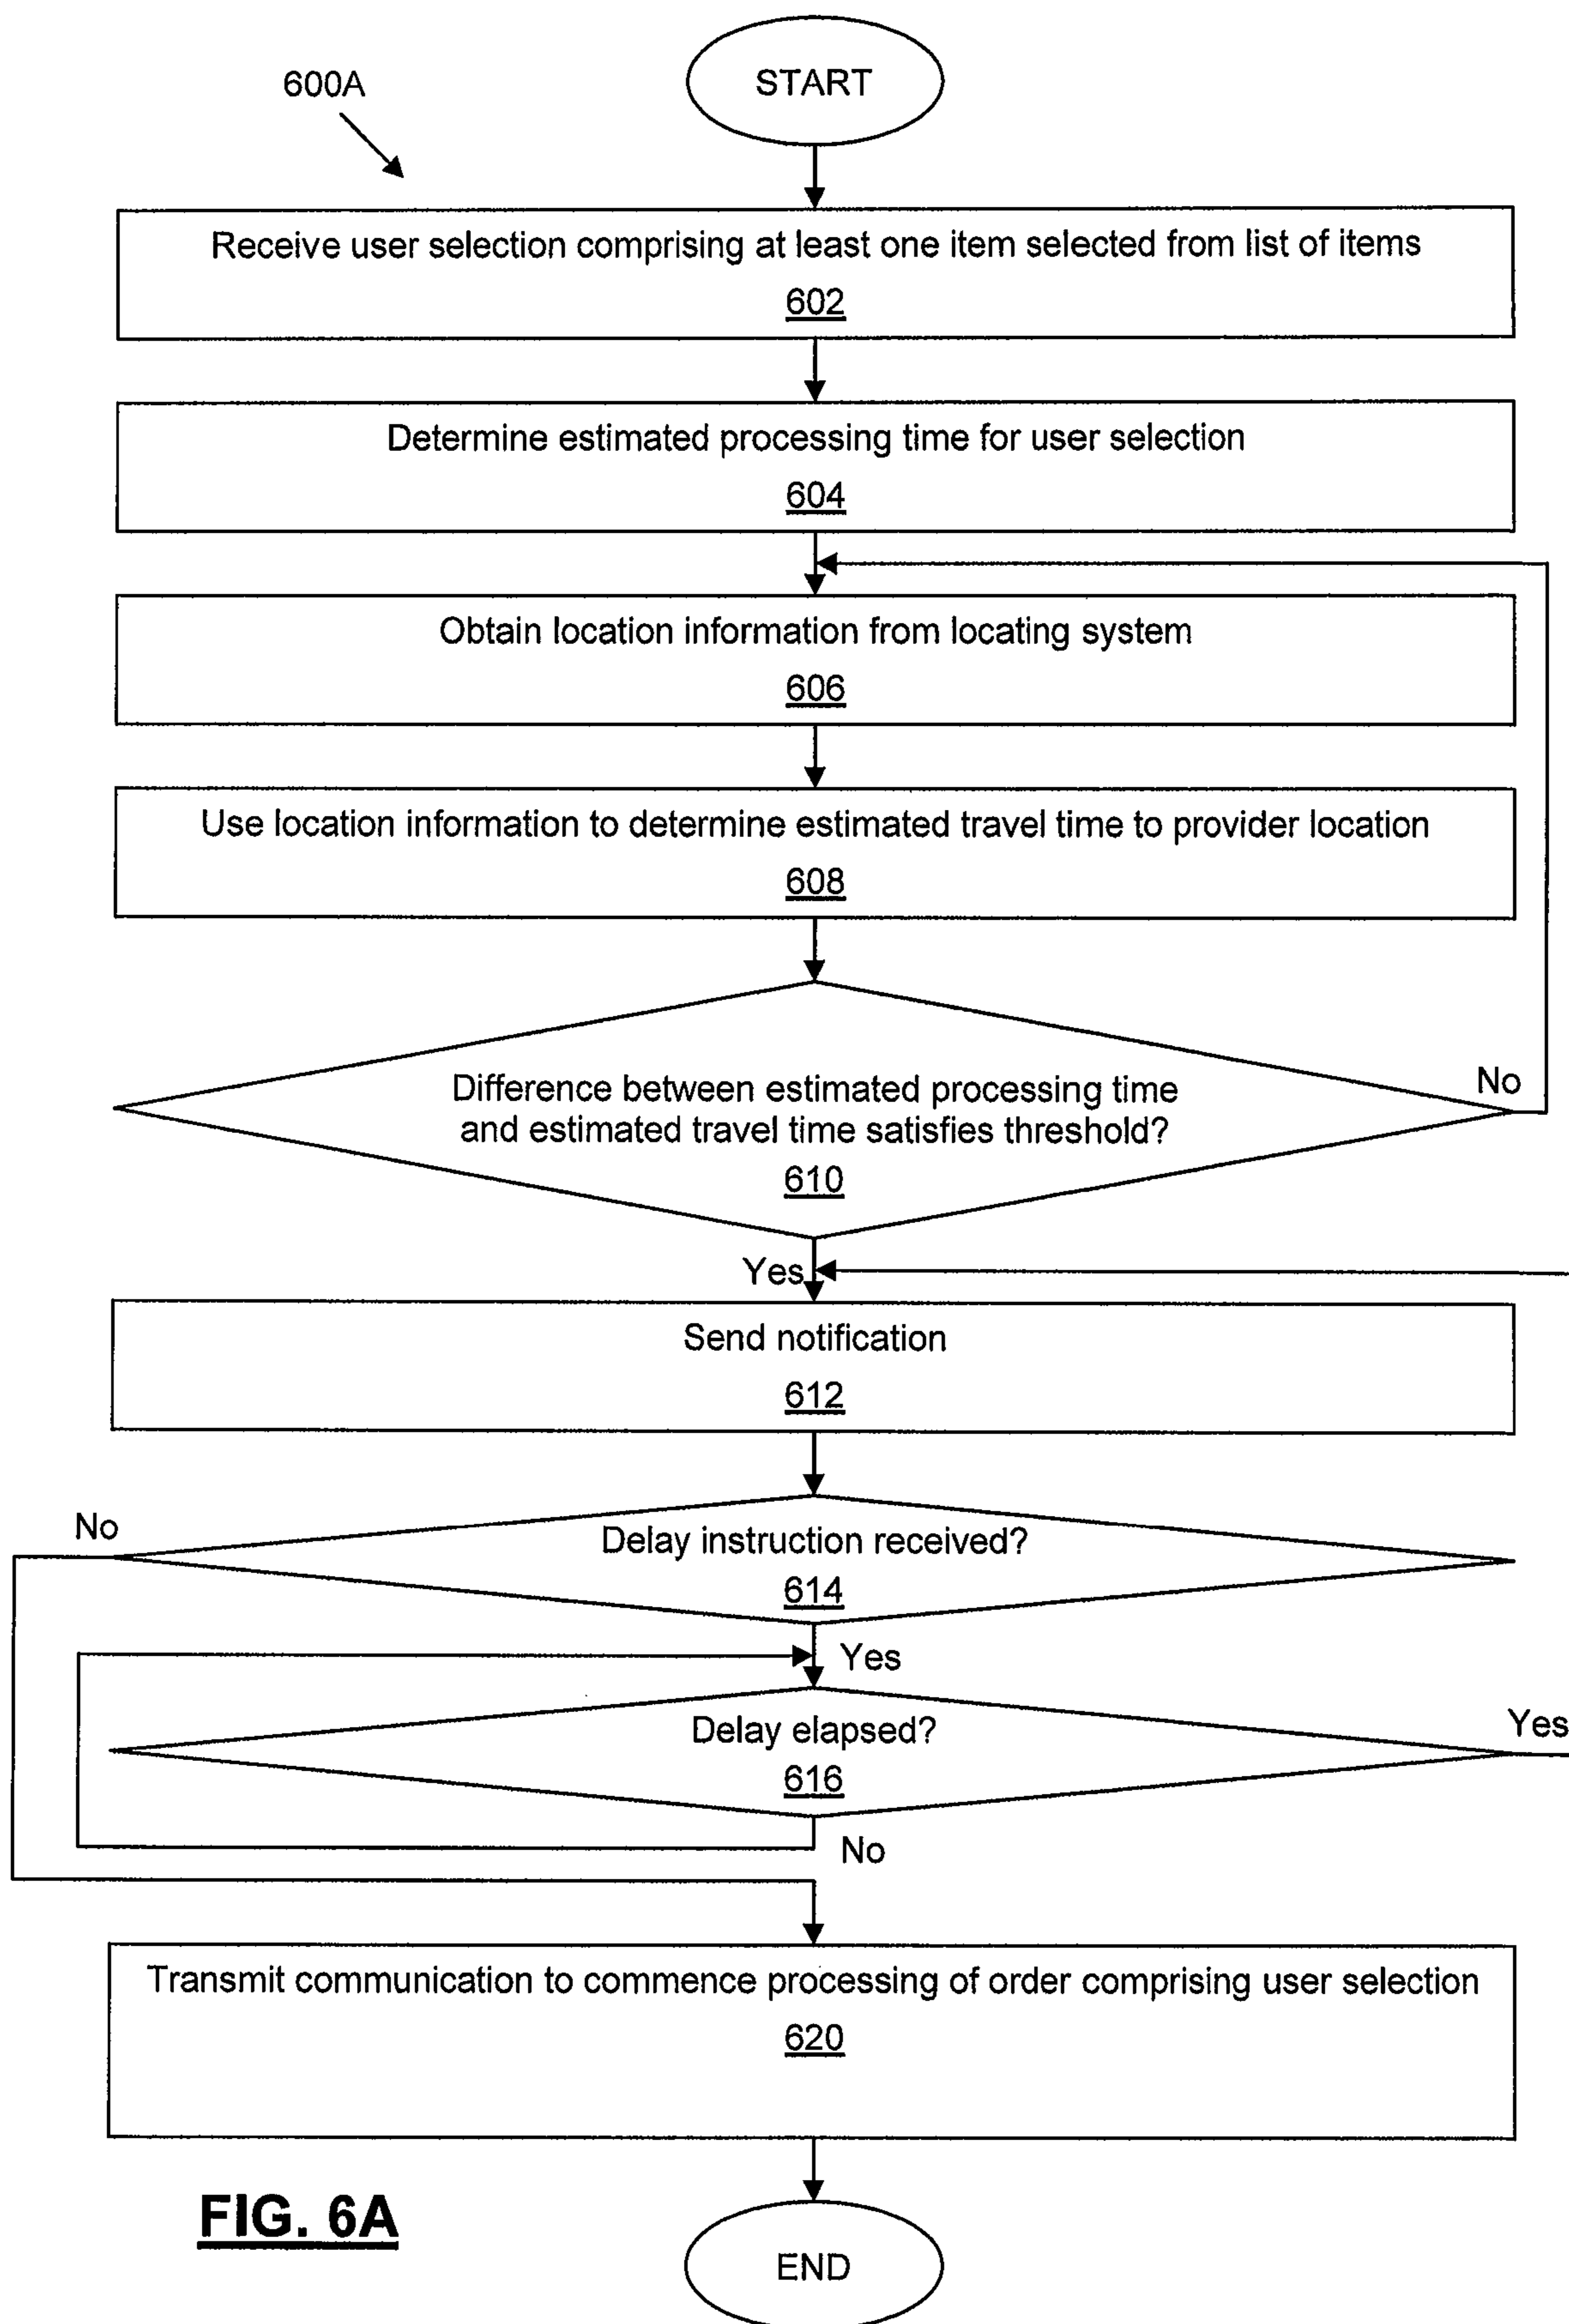 START
600A
Receive user selection comprising at least one item selected from list of items
602
Determine estimated processing time for user selection
604
Obtain location information from locating system
606
Use location information to determine estimated travel time to provider location
608
Difference between estimated processing time
and estimated travel time satisfies threshold?
610
No
Yes
Send notification
612
No
Delay instruction received?
614
Yes
Delay elapsed?
616
Yes
No
Transmit communication to commence processing of order comprising user selection
620
FIG. 6A
END